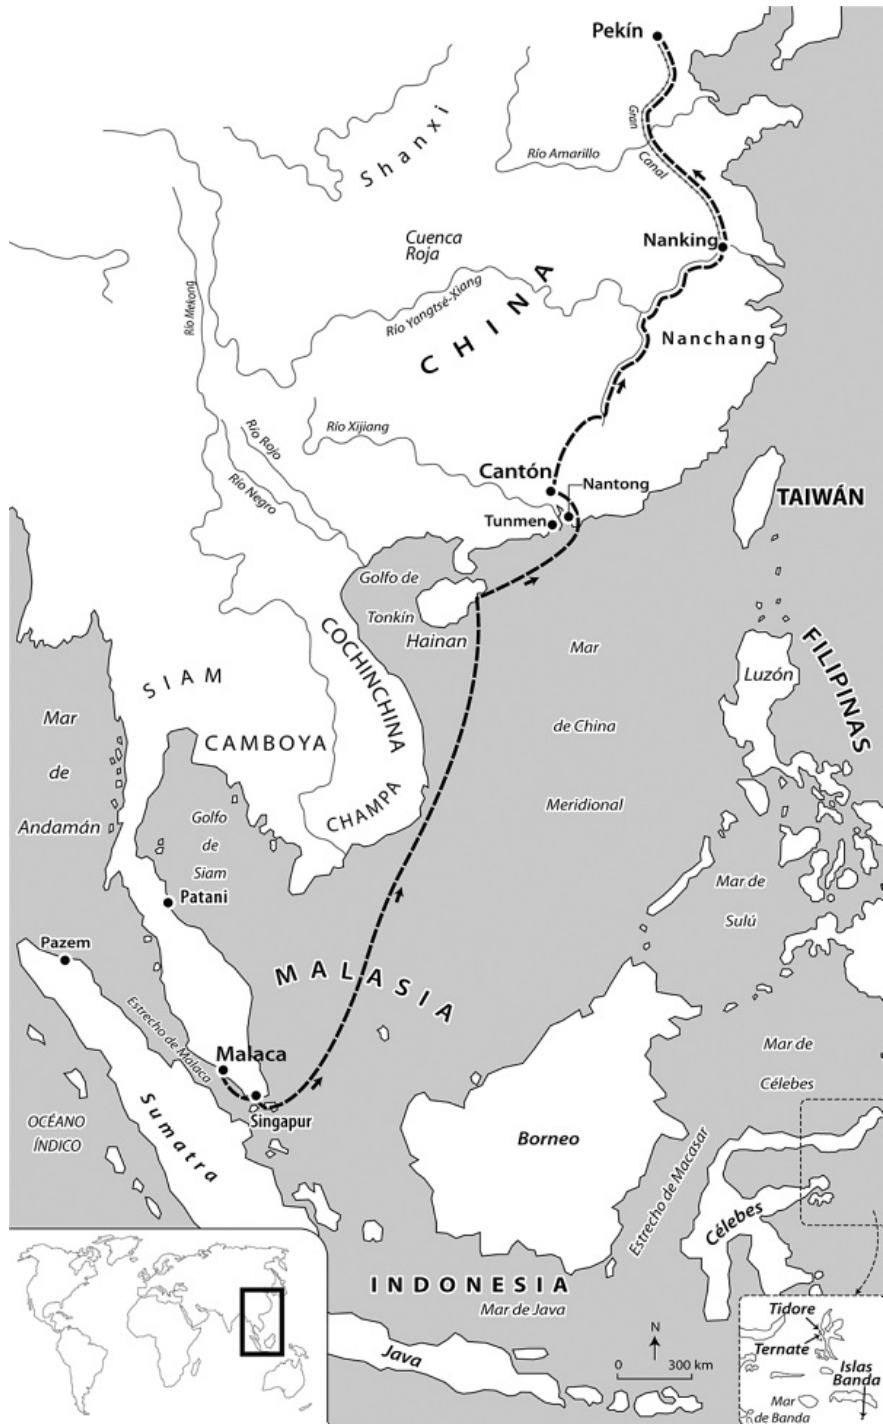 Pekín
Shanxi
Gran
Canal
Río Amarillo
Nanking
Cuenca
Roja
Río Mekong
Río Yangtsé-Xiang
CHINA
Nanchang
Río Xijiang
Río Rojo
Río Negro
Cantón
Nantong
TAIWÁN
Tunmen
Golfo de
Tonkín
Hainan
COCHINCHINA
Mar
de China
Meridional
FILIPINAS
Luzón
SIAM
Mar
de
Andamán
CAMBOYA
CHAMPA
Golfo
de
Siam
Patani
Mar de
Sulú
Pazem
MALASIA
Estrecho de Malaca
Malaca
Singapur
Mar de
Célebes
OCÉANO
ÍNDICO
Sumatra
Borneo
Estrecho de Macasar
Célebes
INDONESIA
Mar de Java
Java
N
0 300 km
Tidore
Ternate
Islas
Banda
Mar
de Banda